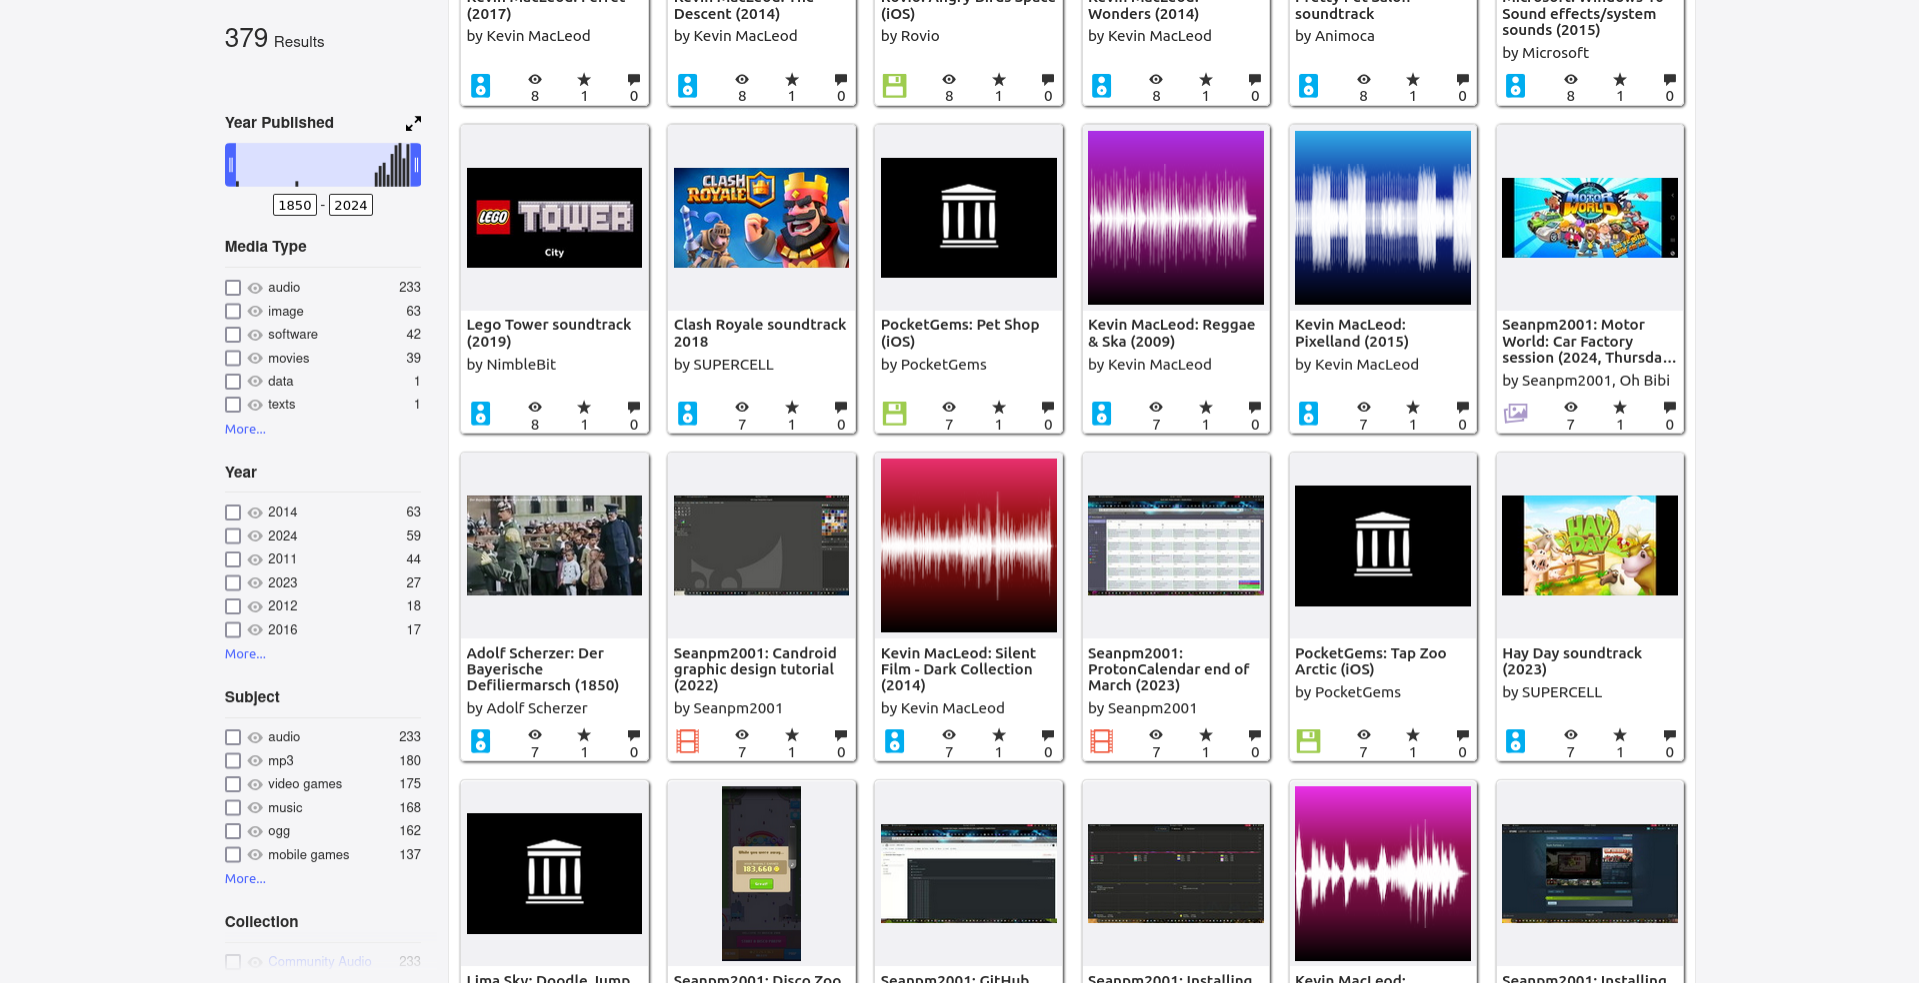 379 Results
Year Published
1850 - 2024
Media Type
audio 233
image 63
software 42
movies 39
data 1
texts 1
More...
Year
2014 63
2024 59
2011 44
2023 27
2012 18
2016 17
More...
Subject
audio 233
mp3 180
video games 175
music 168
ogg 162
mobile games 137
More...
Collection
Community Audio 233
(2017)
by Kevin MacLeod
8 1 0
Descent (2014)
by Kevin MacLeod
8 1 0
(iOS)
by Rovio
8 1 0
Wonders (2014)
by Kevin MacLeod
8 1 0
soundtrack
by Animoca
8 1 0
Sound effects/system
sounds (2015)
by Microsoft
8 1 0
LEGO TOWER
City
Lego Tower soundtrack
(2019)
by NimbleBit
8 1 0
CLASH
ROYALE
Clash Royale soundtrack
2018
by SUPERCELL
7 1 0
PocketGems: Pet Shop
(iOS)
by PocketGems
7 1 0
Kevin MacLeod: Reggae
& Ska (2009)
by Kevin MacLeod
7 1 0
Kevin MacLeod:
Pixelland (2015)
by Kevin MacLeod
7 1 0
MOTOR
WORLD
Seanpm2001: Motor
World: Car Factory
session (2024, Thursda...
by Seanpm2001, Oh Bibi
7 1 0
Adolf Scherzer: Der
Bayerische
Defiliermarsch (1850)
by Adolf Scherzer
7 1 0
Seanpm2001: Candroid
graphic design tutorial
(2022)
by Seanpm2001
7 1 0
Kevin MacLeod: Silent
Film - Dark Collection
(2014)
by Kevin MacLeod
7 1 0
Seanpm2001:
ProtonCalendar end of
March (2023)
by Seanpm2001
7 1 0
PocketGems: Tap Zoo
Arctic (iOS)
by PocketGems
7 1 0
HAY
DAY
Hay Day soundtrack
(2023)
by SUPERCELL
7 1 0
While you were away...
183,660
Lima Sky: Doodle Jump
Seanpm2001: Disco Zoo
Seanpm2001: GitHub
Seanpm2001: Installing
Kevin MacLeod:
Seanpm2001: Installing